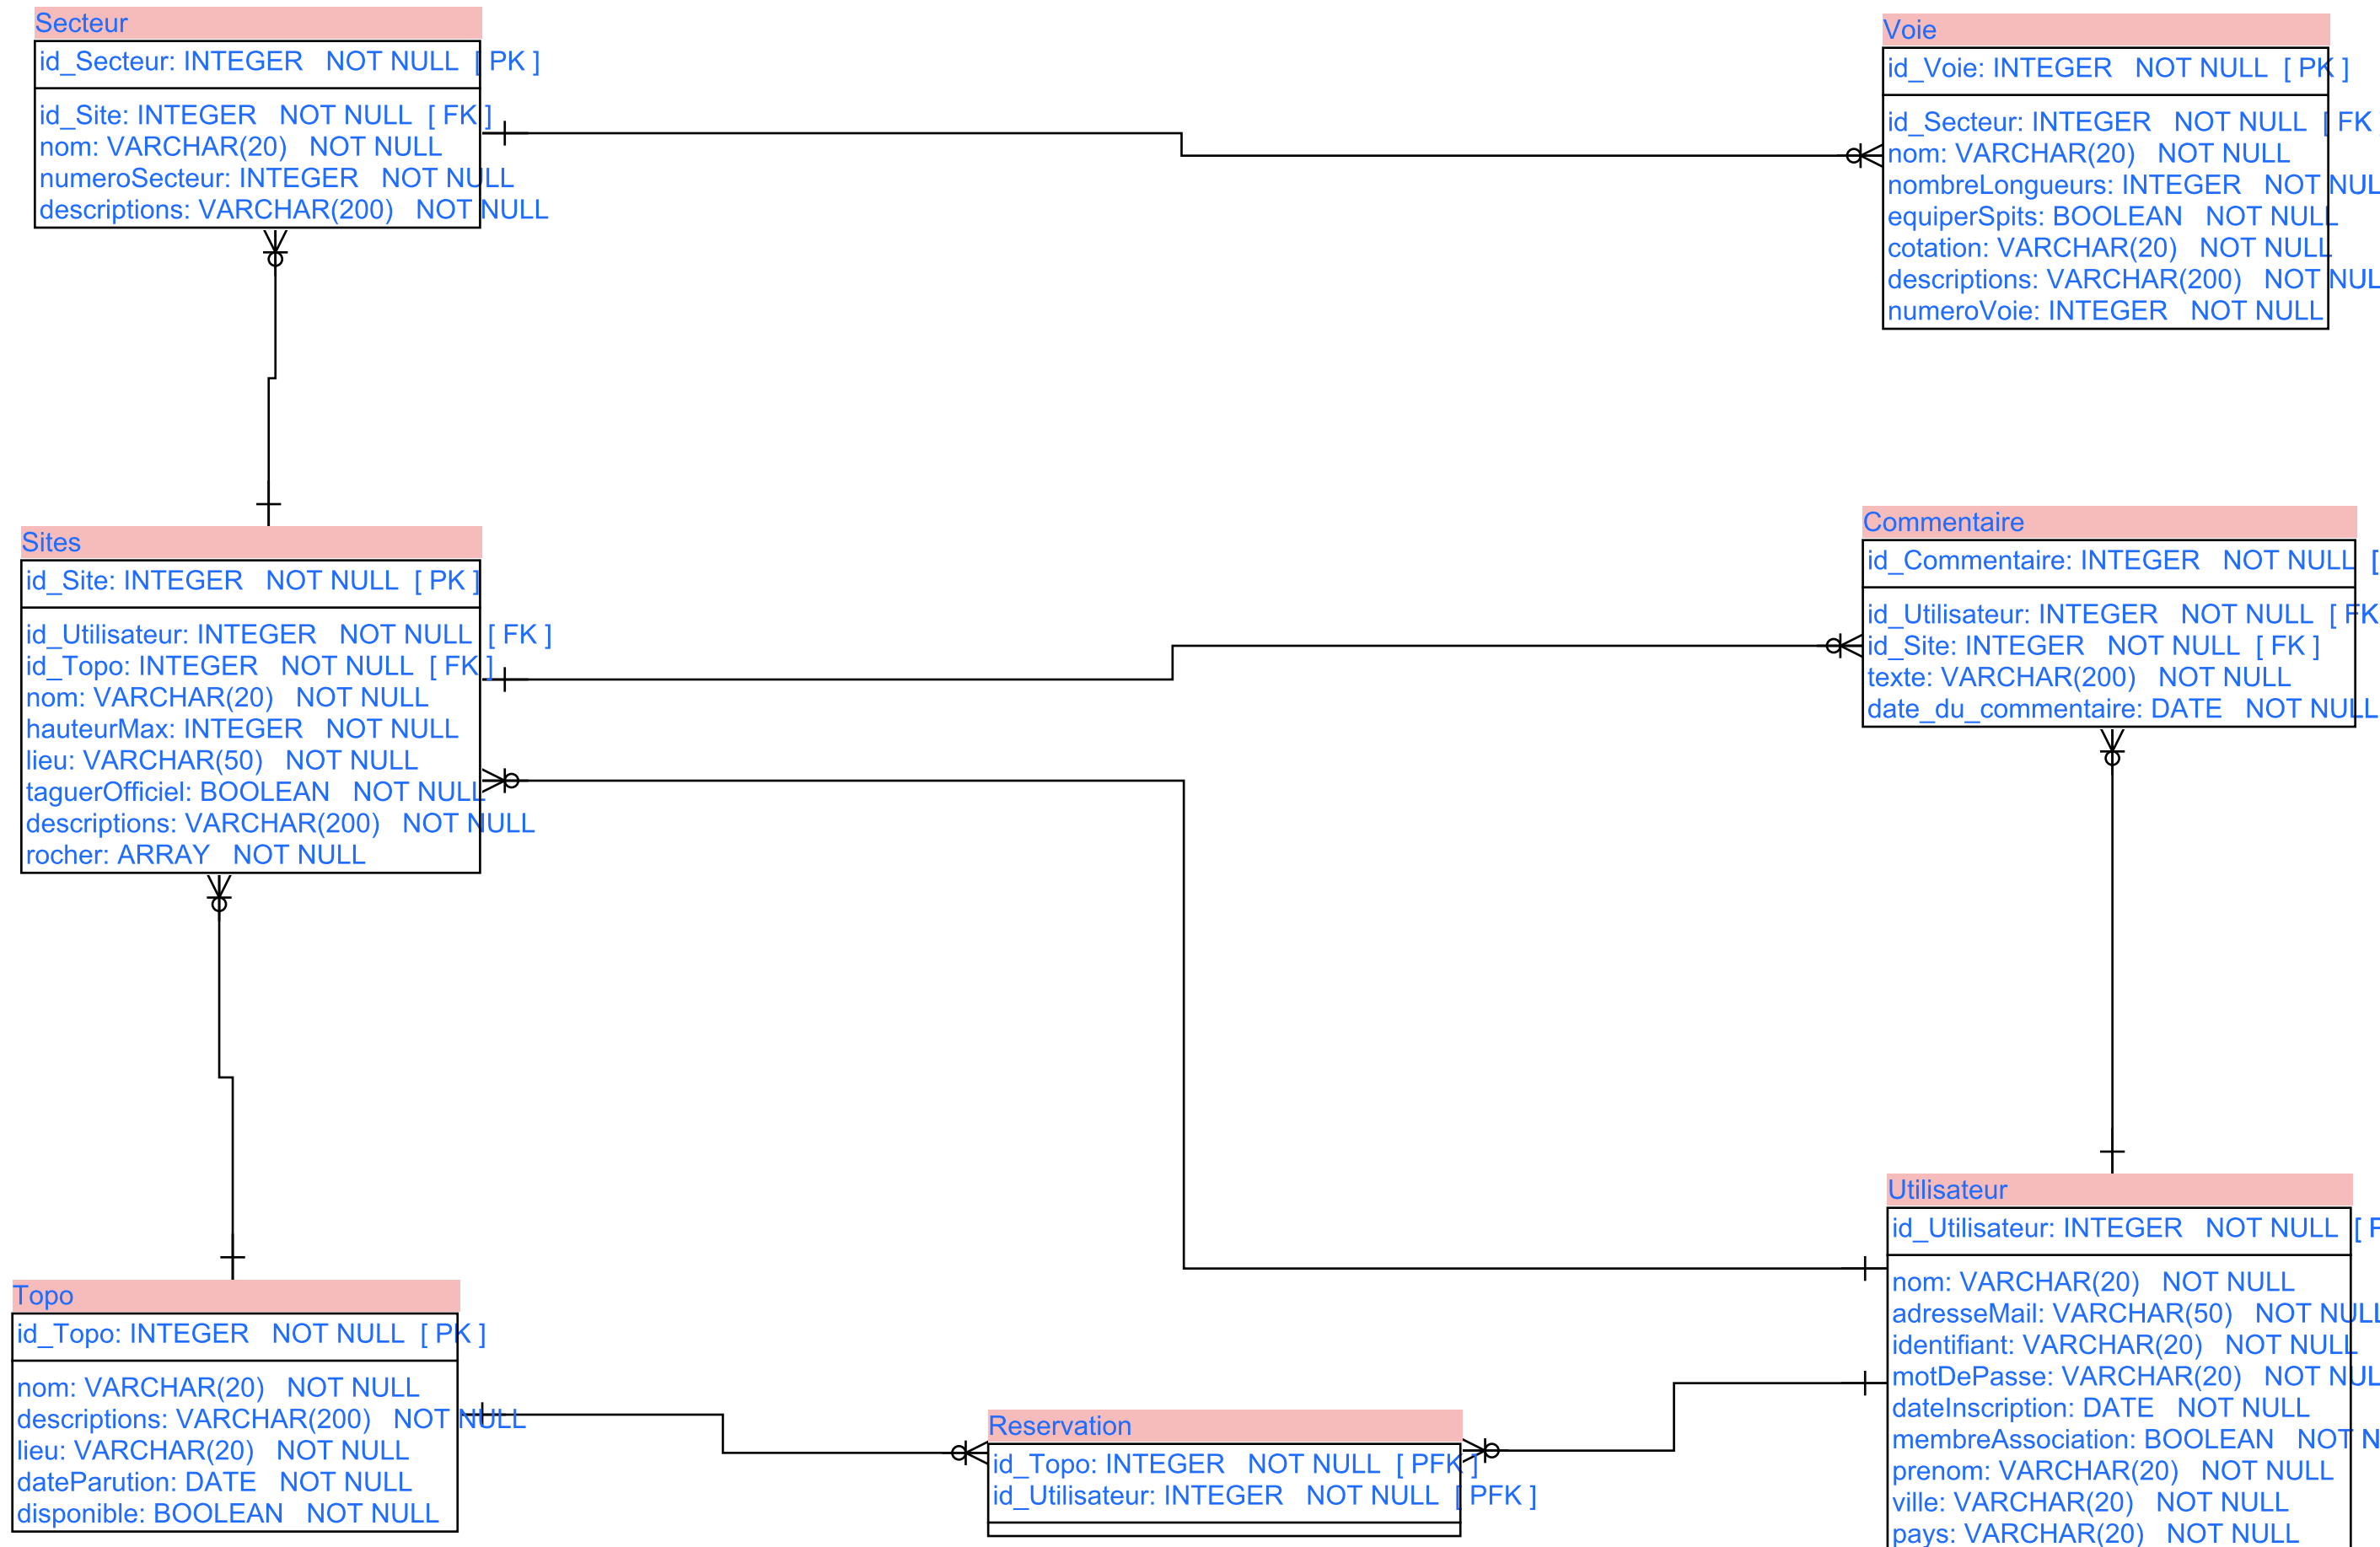 Secteur
id_Secteur: INTEGER NOT NULL [ PK ]
id_Site: INTEGER NOT NULL [ FK ]
nom: VARCHAR(20) NOT NULL
numeroSecteur: INTEGER NOT NULL
descriptions: VARCHAR(200) NOT NULL
Voie
id_Voie: INTEGER NOT NULL [ PK ]
id_Secteur: INTEGER NOT NULL [ FK
nom: VARCHAR(20) NOT NULL
nombreLongueurs: INTEGER NOT NUL
equiperSpits: BOOLEAN NOT NULL
cotation: VARCHAR(20) NOT NULL
descriptions: VARCHAR(200) NOT NUL
numeroVoie: INTEGER NOT NULL
Sites
id_Site: INTEGER NOT NULL [ PK ]
id_Utilisateur: INTEGER NOT NULL [ FK ]
id_Topo: INTEGER NOT NULL [ FK ]
nom: VARCHAR(20) NOT NULL
hauteurMax: INTEGER NOT NULL
lieu: VARCHAR(50) NOT NULL
taguerOfficiel: BOOLEAN NOT NULL
descriptions: VARCHAR(200) NOT NULL
rocher: ARRAY NOT NULL
Commentaire
id_Commentaire: INTEGER NOT NULL [
id_Utilisateur: INTEGER NOT NULL [ FK
id_Site: INTEGER NOT NULL [ FK ]
texte: VARCHAR(200) NOT NULL
date_du_commentaire: DATE NOT NULL
Topo
id_Topo: INTEGER NOT NULL [ PK ]
nom: VARCHAR(20) NOT NULL
descriptions: VARCHAR(200) NOT NULL
lieu: VARCHAR(20) NOT NULL
dateParution: DATE NOT NULL
disponible: BOOLEAN NOT NULL
Reservation
id_Topo: INTEGER NOT NULL [ PFK ]
id_Utilisateur: INTEGER NOT NULL [ PFK ]
Utilisateur
id_Utilisateur: INTEGER NOT NULL [
nom: VARCHAR(20) NOT NULL
adresseMail: VARCHAR(50) NOT NULL
identifiant: VARCHAR(20) NOT NULL
motDePasse: VARCHAR(20) NOT NUL
dateInscription: DATE NOT NULL
membreAssociation: BOOLEAN NOT N
prenom: VARCHAR(20) NOT NULL
ville: VARCHAR(20) NOT NULL
pays: VARCHAR(20) NOT NULL